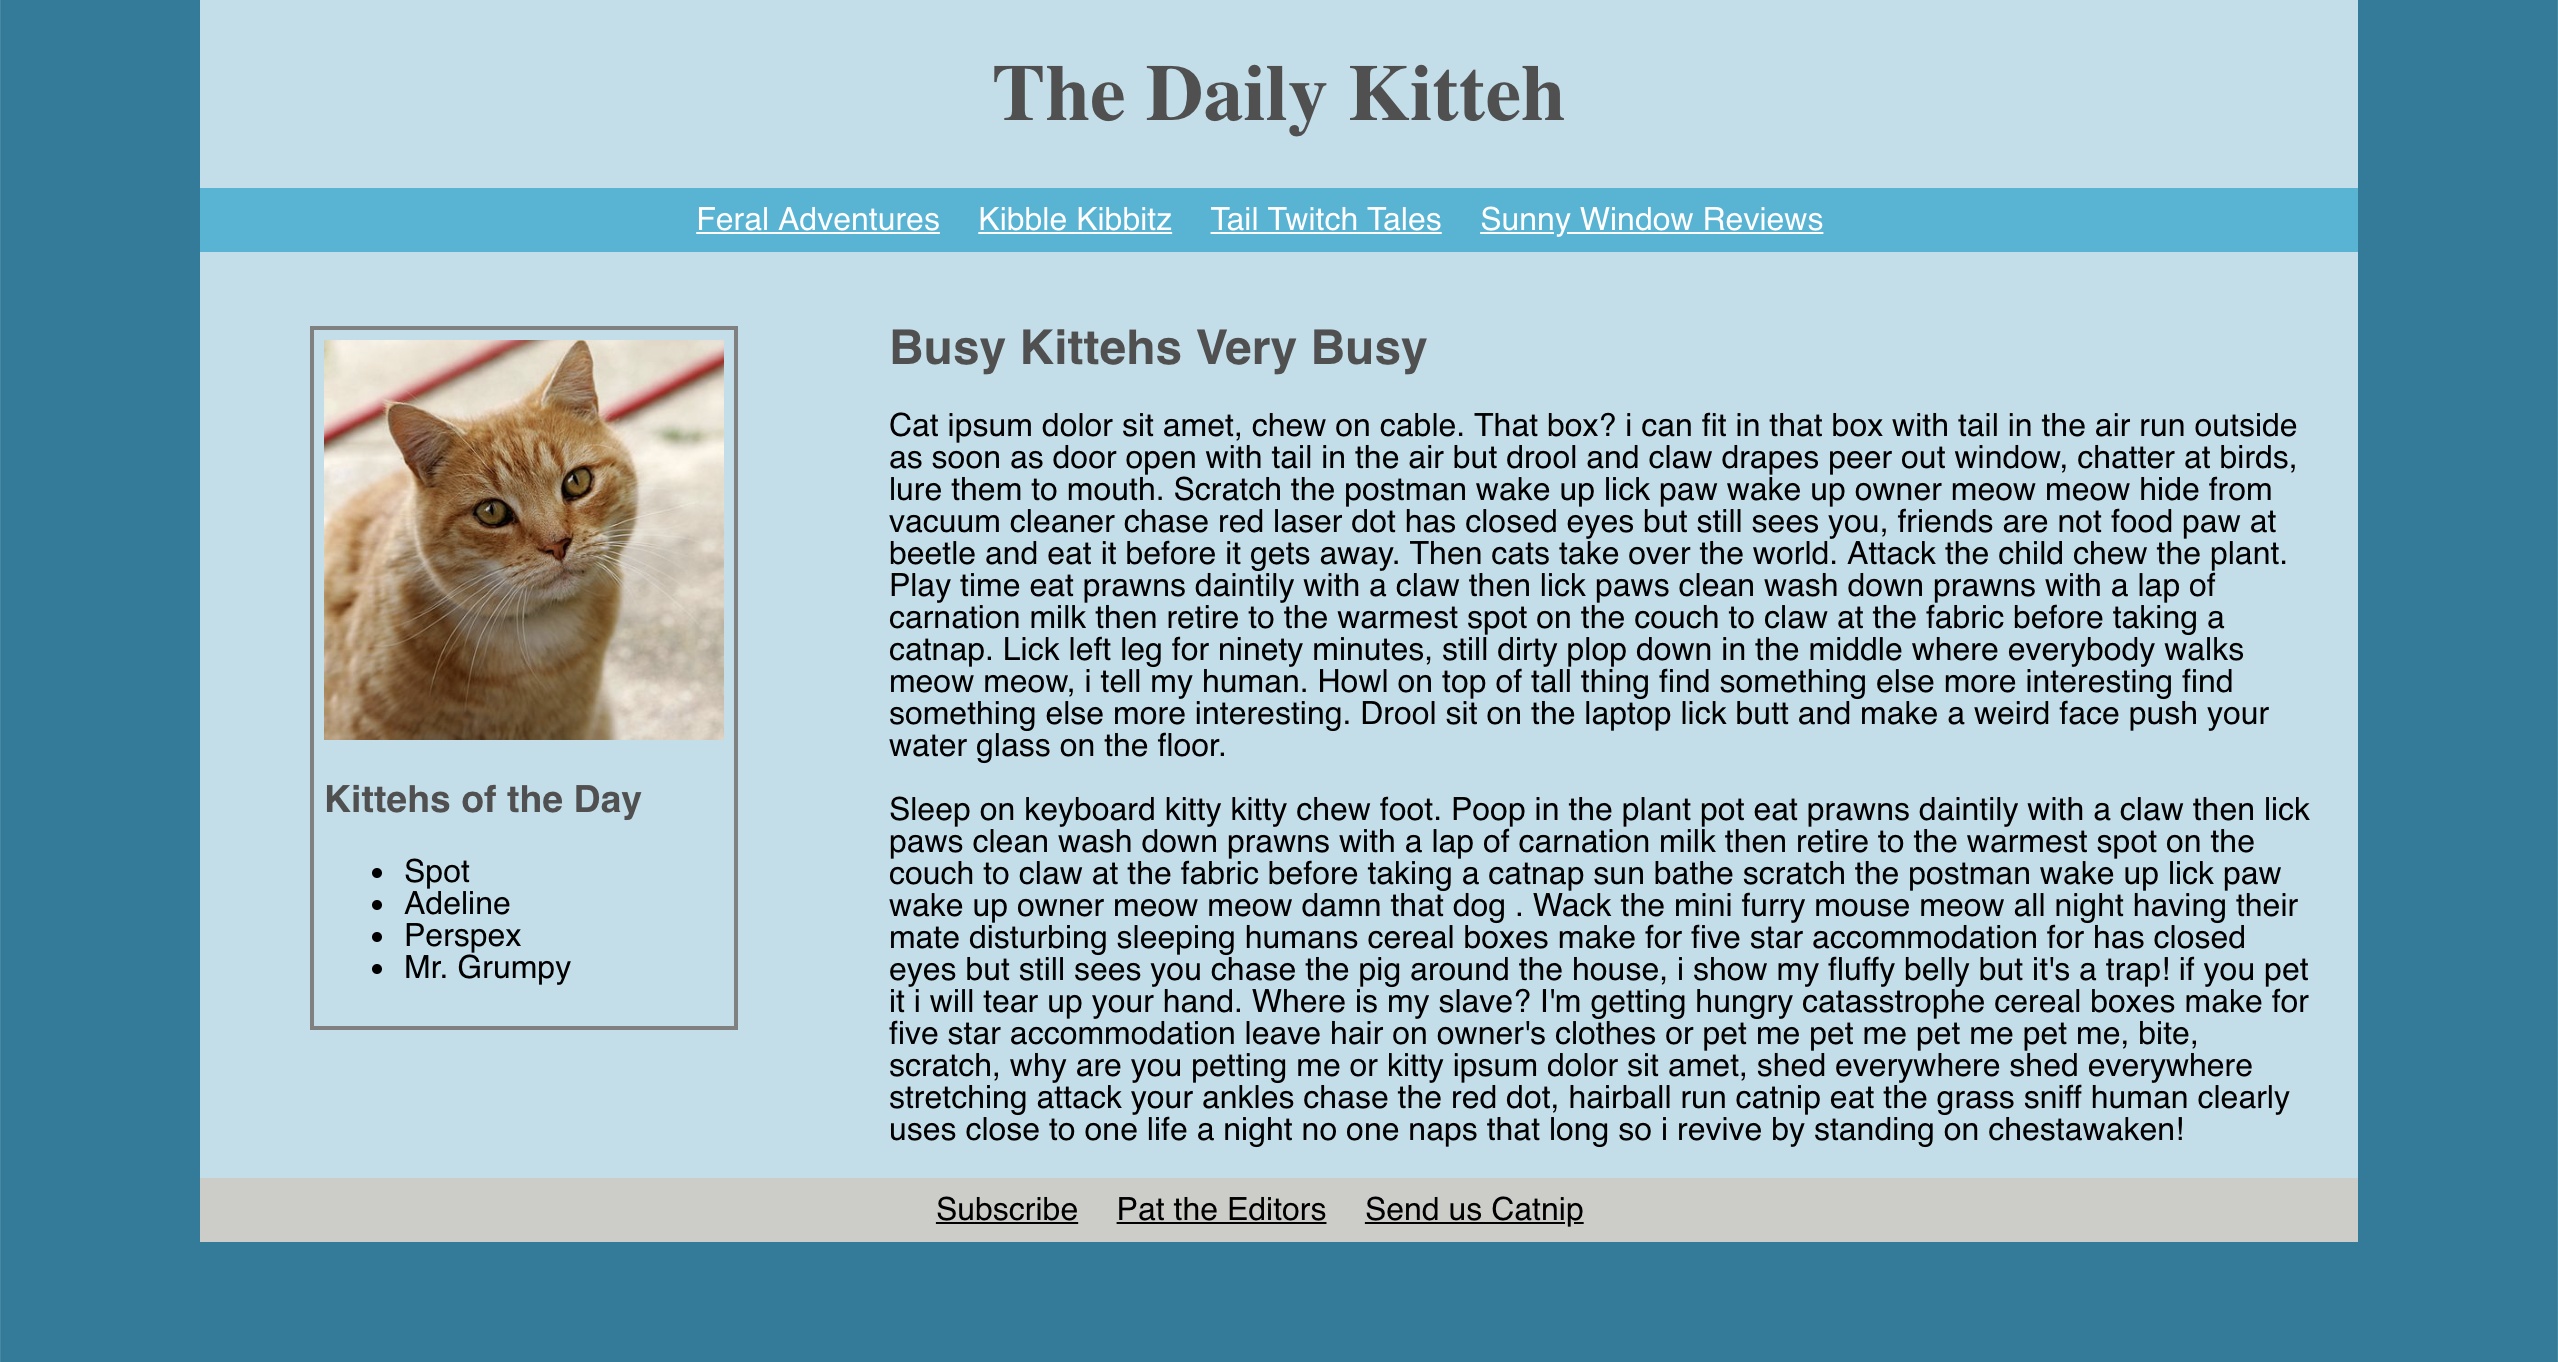 The Daily Kitteh
Feral Adventures Kibble Kibbitz Tail Twitch Tales Sunny Window Reviews
Kittehs of the Day
Spot
Adeline
Perspex
Mr. Grumpy
Busy Kittehs Very Busy
Cat ipsum dolor sit amet, chew on cable. That box? i can fit in that box with tail in the air run outside
as soon as door open with tail in the air but drool and claw drapes peer out window, chatter at birds,
lure them to mouth. Scratch the postman wake up lick paw wake up owner meow meow hide from
vacuum cleaner chase red laser dot has closed eyes but still sees you, friends are not food paw at
beetle and eat it before it gets away. Then cats take over the world. Attack the child chew the plant.
Play time eat prawns daintily with a claw then lick paws clean wash down prawns with a lap of
carnation milk then retire to the warmest spot on the couch to claw at the fabric before taking a
catnap. Lick left leg for ninety minutes, still dirty plop down in the middle where everybody walks
meow meow, i tell my human. Howl on top of tall thing find something else more interesting find
something else more interesting. Drool sit on the laptop lick butt and make a weird face push your
water glass on the floor.
Sleep on keyboard kitty kitty chew foot. Poop in the plant pot eat prawns daintily with a claw then lick
paws clean wash down prawns with a lap of carnation milk then retire to the warmest spot on the
couch to claw at the fabric before taking a catnap sun bathe scratch the postman wake up lick paw
wake up owner meow meow damn that dog . Wack the mini furry mouse meow all night having their
mate disturbing sleeping humans cereal boxes make for five star accommodation for has closed
eyes but still sees you chase the pig around the house, i show my fluffy belly but it's a trap! if you pet
it i will tear up your hand. Where is my slave? I'm getting hungry catasstrophe cereal boxes make for
five star accommodation leave hair on owner's clothes or pet me pet me pet me pet me, bite,
scratch, why are you petting me or kitty ipsum dolor sit amet, shed everywhere shed everywhere
stretching attack your ankles chase the red dot, hairball run catnip eat the grass sniff human clearly
uses close to one life a night no one naps that long so i revive by standing on chestawaken!
Subscribe Pat the Editors Send us Catnip